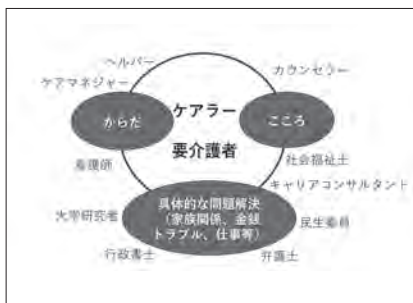 ヘルパー
カウンセラー
ケアマネジャー
ケアラー
からだ
こころ
要介護者
看護師
社会福祉士
キャリアコンサルタント
具体的な問題解決
（家族関係、金銭
トラブル、仕事等）
大学研究者
民生委員
行政書士
弁護士